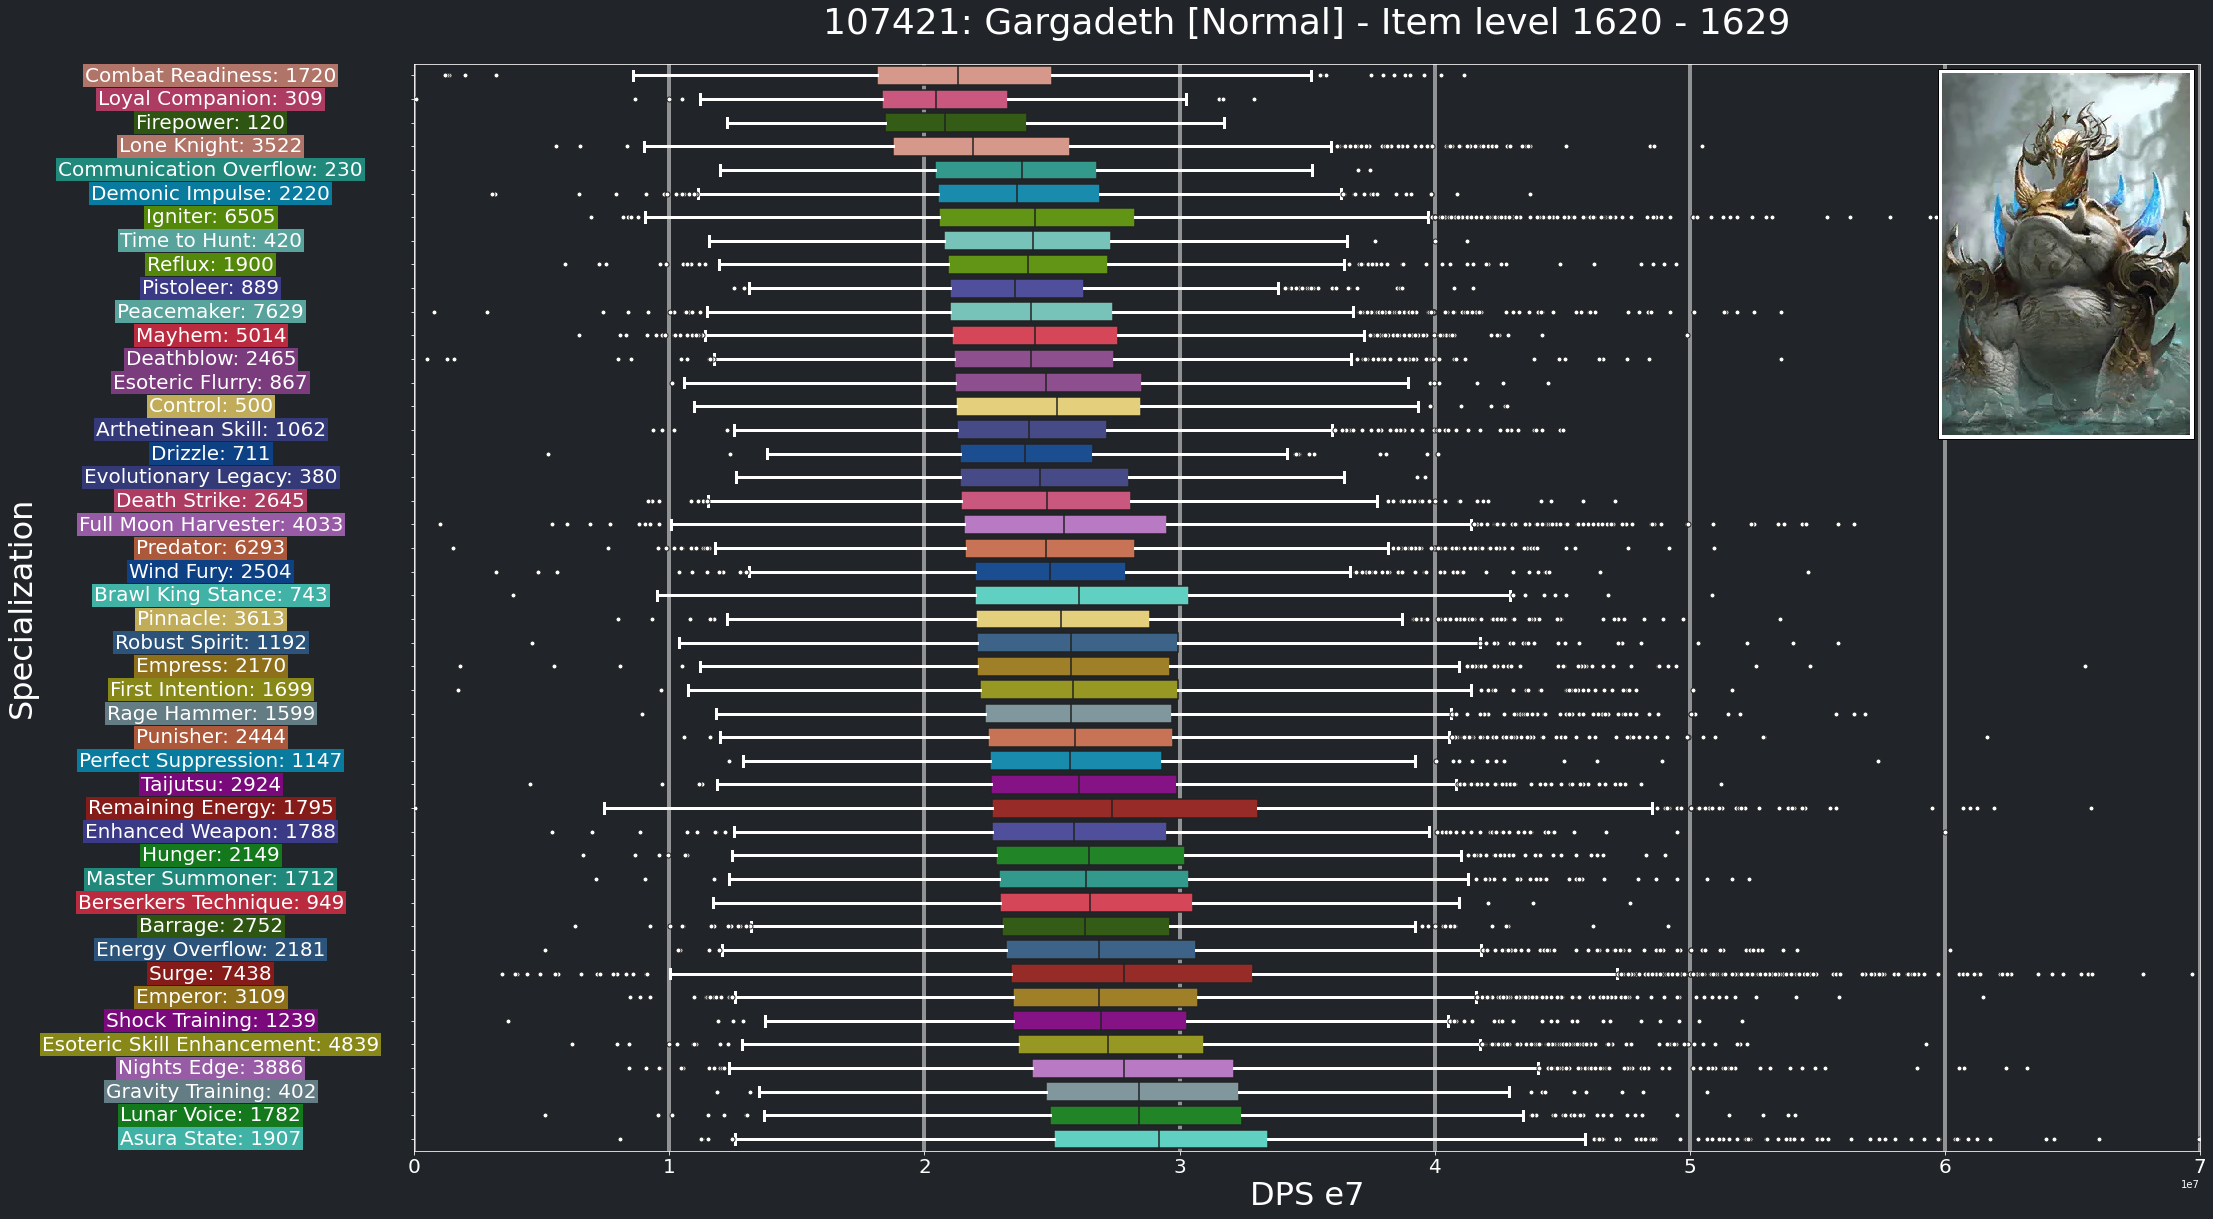 107421: Gargadeth [Normal] - Item level 1620 - 1629
Combat Readiness: 1720
Loyal Companion: 309
Firepower: 120
Lone Knight: 3522
Communication Overflow: 230
Demonic Impulse: 2220
Igniter: 6505
Time to Hunt: 420
Reflux: 1900
Pistoleer: 889
Peacemaker: 7629
Mayhem: 5014
Deathblow: 2465
Esoteric Flurry: 867
Control: 500
Arthetinean Skill: 1062
Drizzle: 711
Evolutionary Legacy: 380
Death Strike: 2645
Full Moon Harvester: 4033
Predator: 6293
Wind Fury: 2504
Brawl King Stance: 743
Pinnacle: 3613
Robust Spirit: 1192
Empress: 2170
First Intention: 1699
Rage Hammer: 1599
Punisher: 2444
Perfect Suppression: 1147
Taijutsu: 2924
Remaining Energy: 1795
Enhanced Weapon: 1788
Hunger: 2149
Master Summoner: 1712
Berserkers Technique: 949
Barrage: 2752
Energy Overflow: 2181
Surge: 7438
Emperor: 3109
Shock Training: 1239
Esoteric Skill Enhancement: 4839
Nights Edge: 3886
Gravity Training: 402
Lunar Voice: 1782
Asura State: 1907
Specialization
0 1 2 3 4 5 6 7
DPS e7
1e7